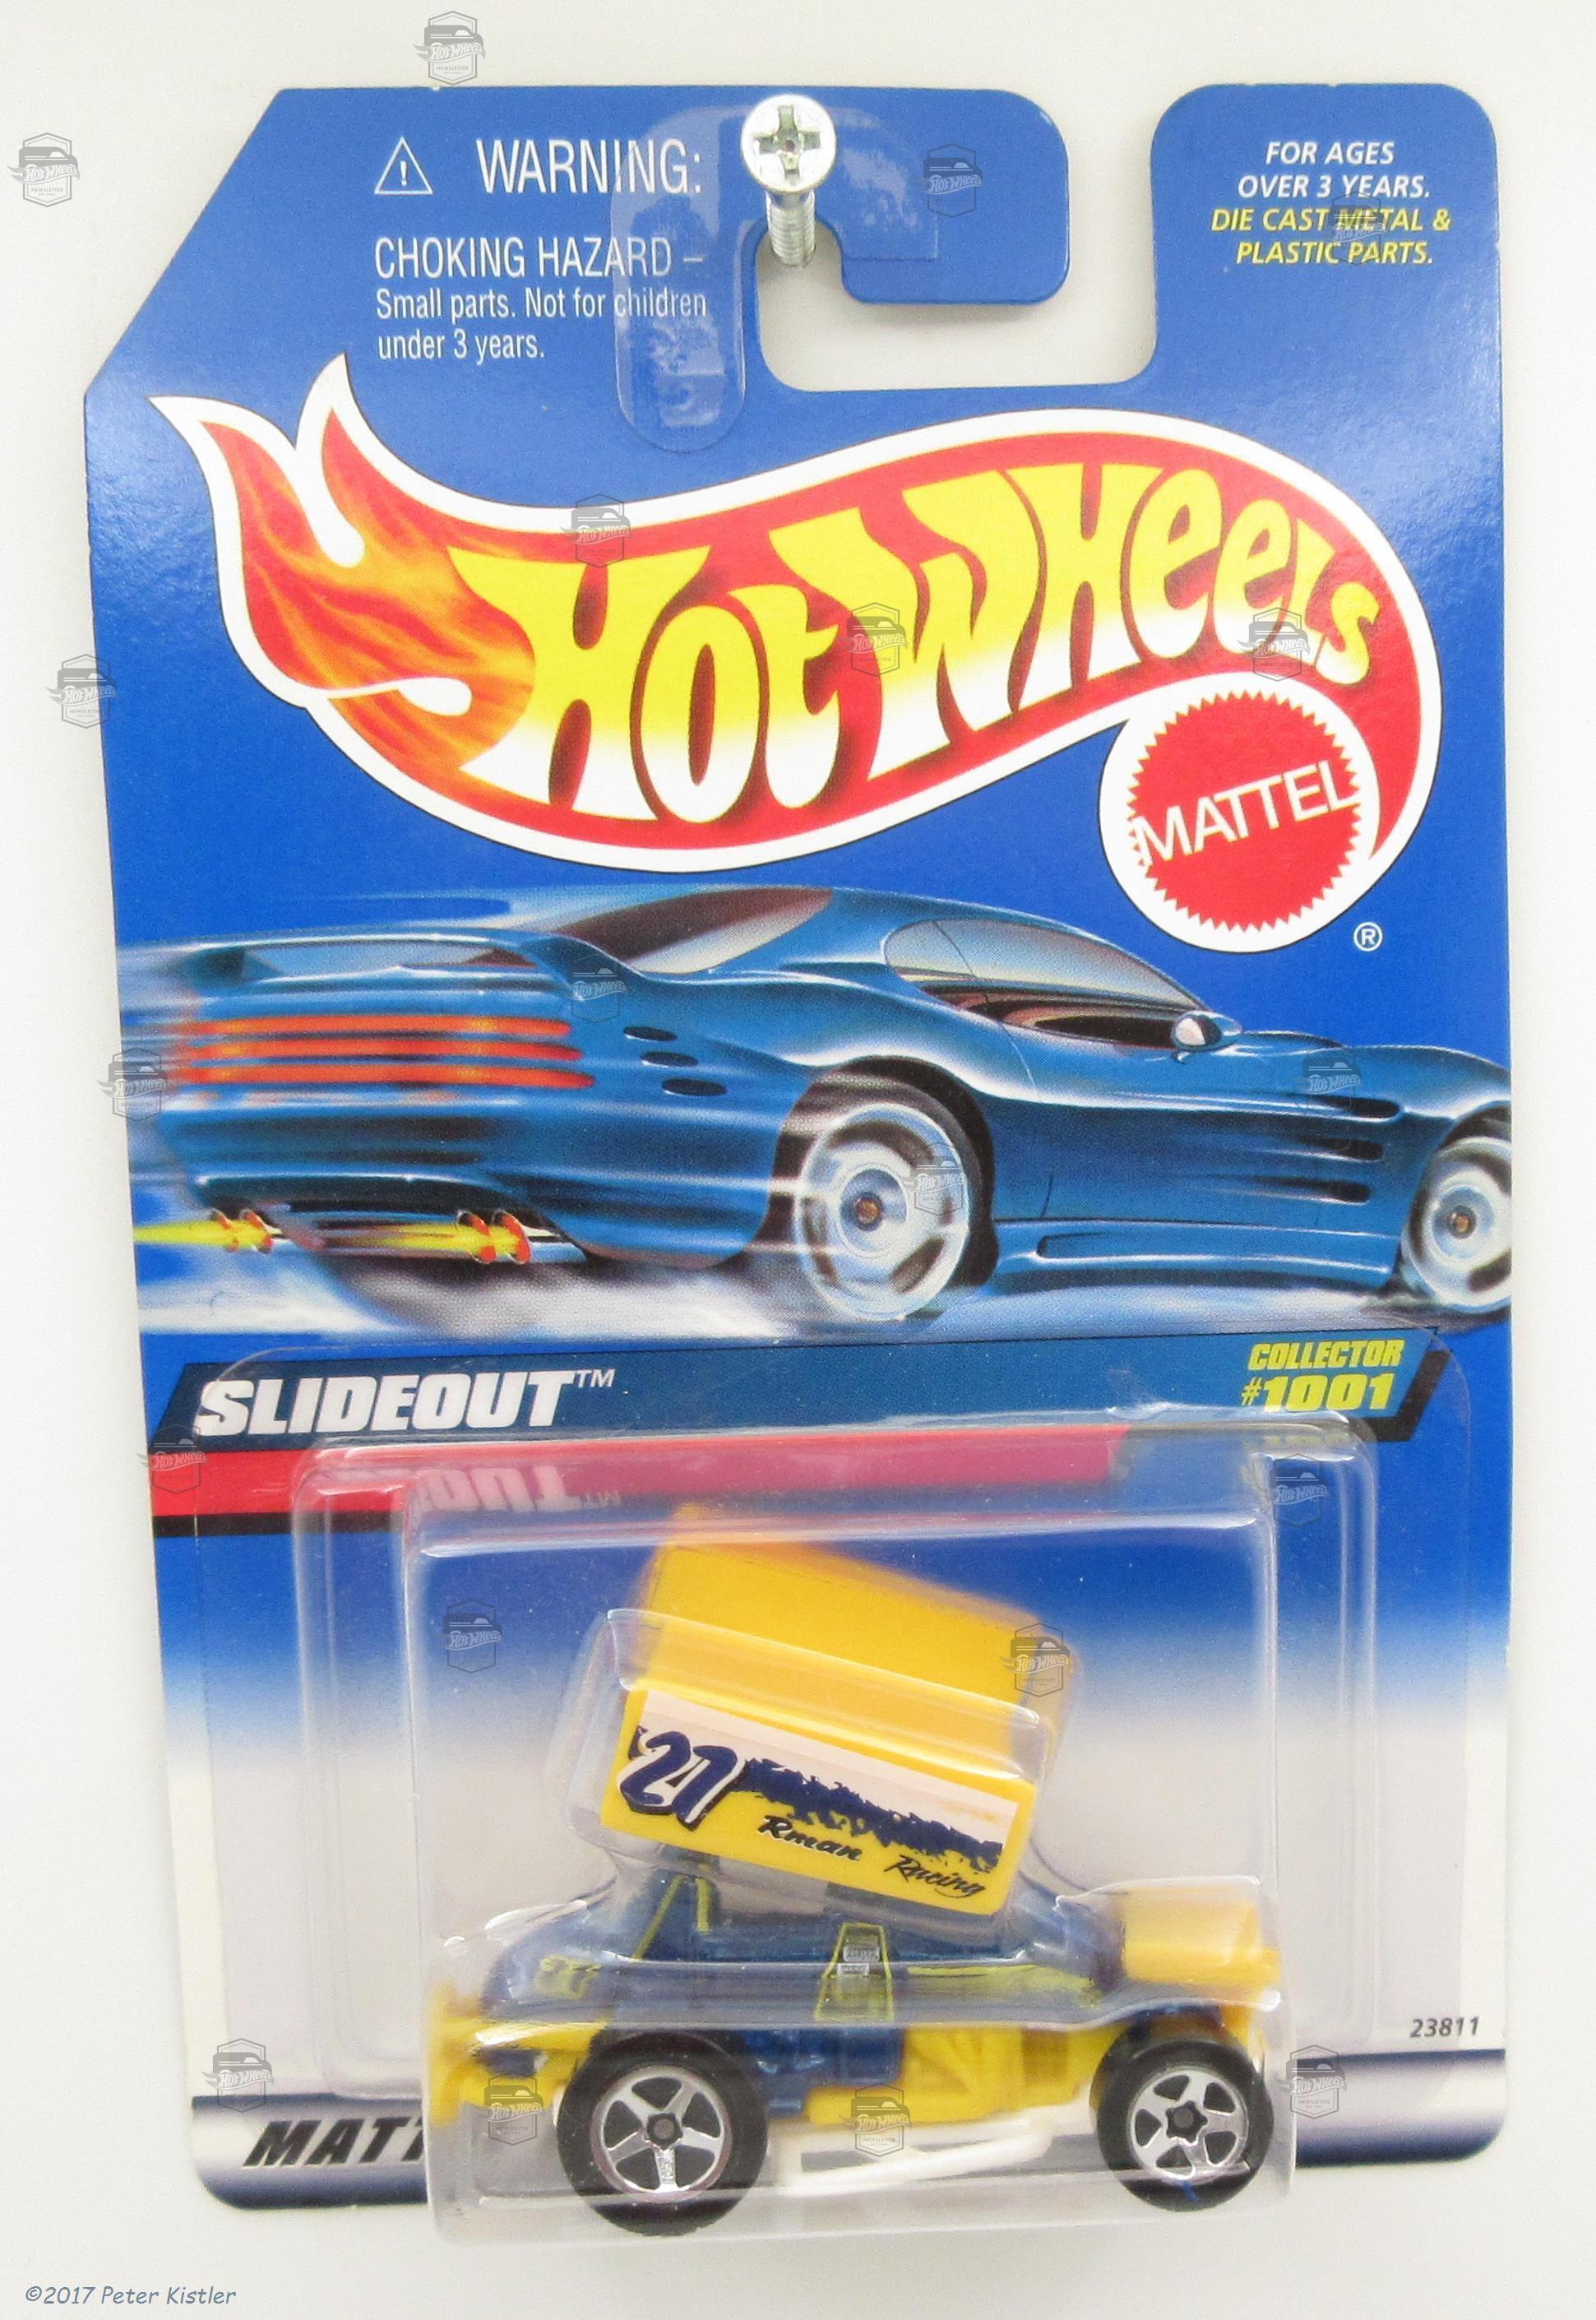 WARNING:
CHOKING HAZARD –
Small parts. Not for children
under 3 years.
FOR AGES
OVER 3 YEARS.
DIE CAST METAL &
PLASTIC PARTS.
HOT WHEELS
MATTEL
®
SLIDEOUT™
COLLECTOR
#1001
27
Rman Racing
23811
MATT
©2017 Peter Kistler